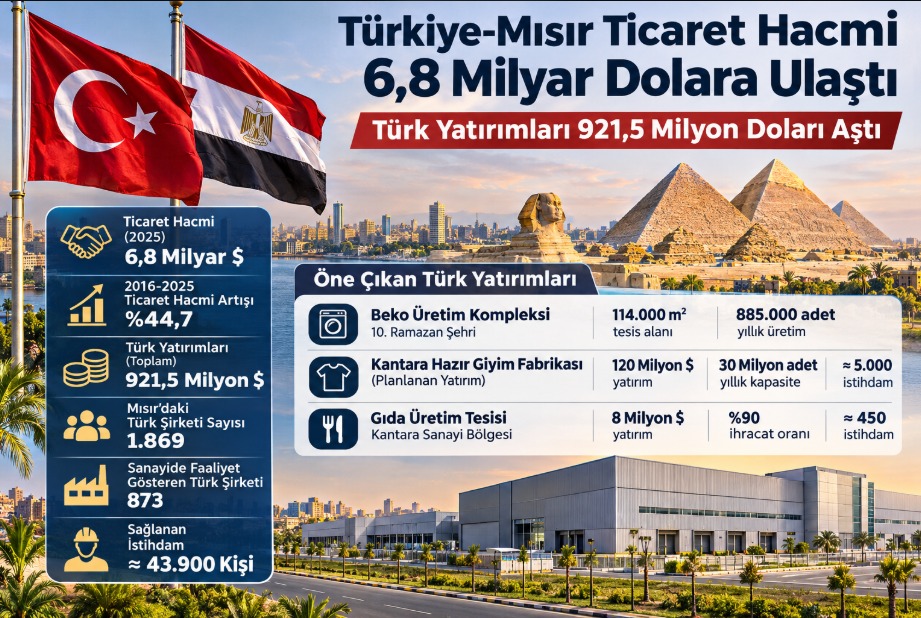 Türkiye-Mısır Ticaret Hacmi
6,8 Milyar Dolara Ulaştı
Türk Yatırımları 921,5 Milyon Doları Aştı
Ticaret Hacmi
(2025)
6,8 Milyar $
2016-2025
Ticaret Hacmi Artışı
%44,7
Türk Yatırımları
(Toplam)
921,5 Milyon $
Mısır'daki
Türk Şirketi Sayısı
1.869
Sanayide Faaliyet
Gösteren Türk Şirketi
873
Sağlanan
İstihdam
≈ 43.900 Kişi
Öne Çıkan Türk Yatırımları
Beko Üretim Kompleksi
10. Ramazan Şehri
114.000 m²
tesis alanı
885.000 adet
yıllık üretim
Kantara Hazır Giyim Fabrikası
(Planlanan Yatırım)
120 Milyon $
yatırım
30 Milyon adet
yıllık kapasite
≈ 5.000
istihdam
Gıda Üretim Tesisi
Kantara Sanayi Bölgesi
8 Milyon $
yatırım
%90
ihracat oranı
≈ 450
istihdam